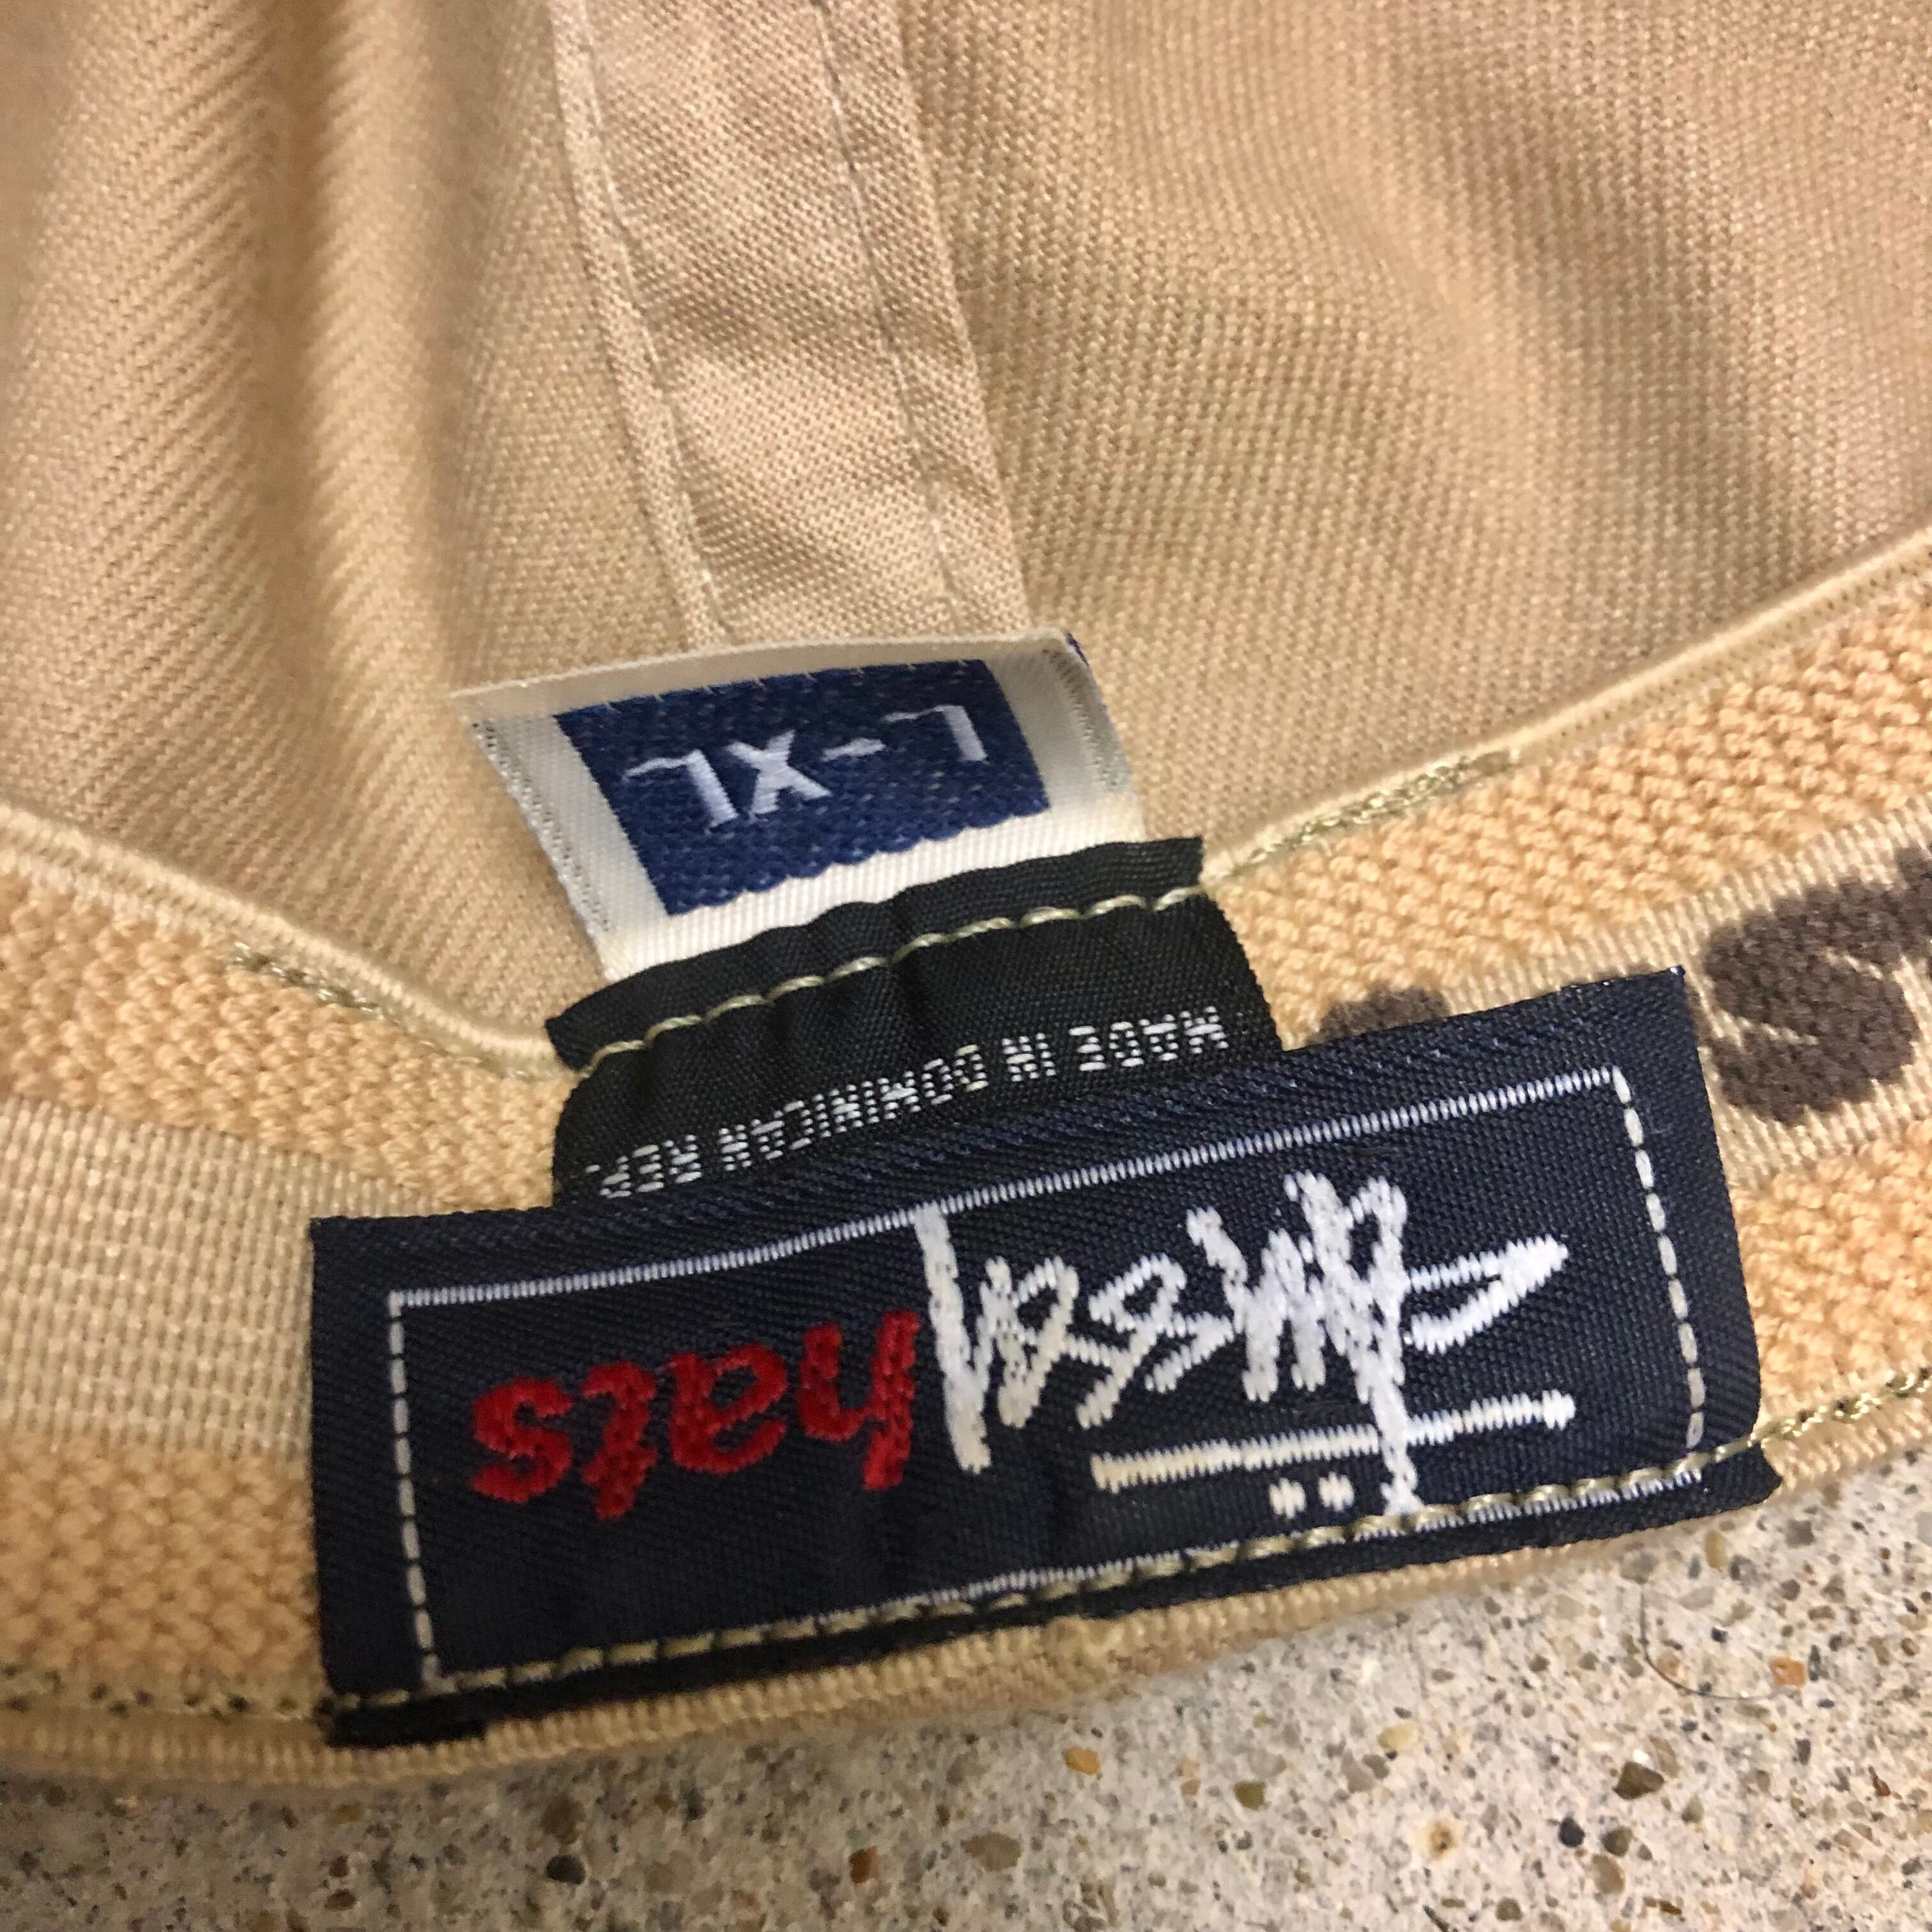 L-XL
MADE IN DOMINICAN REP.
Stüssy hats
S